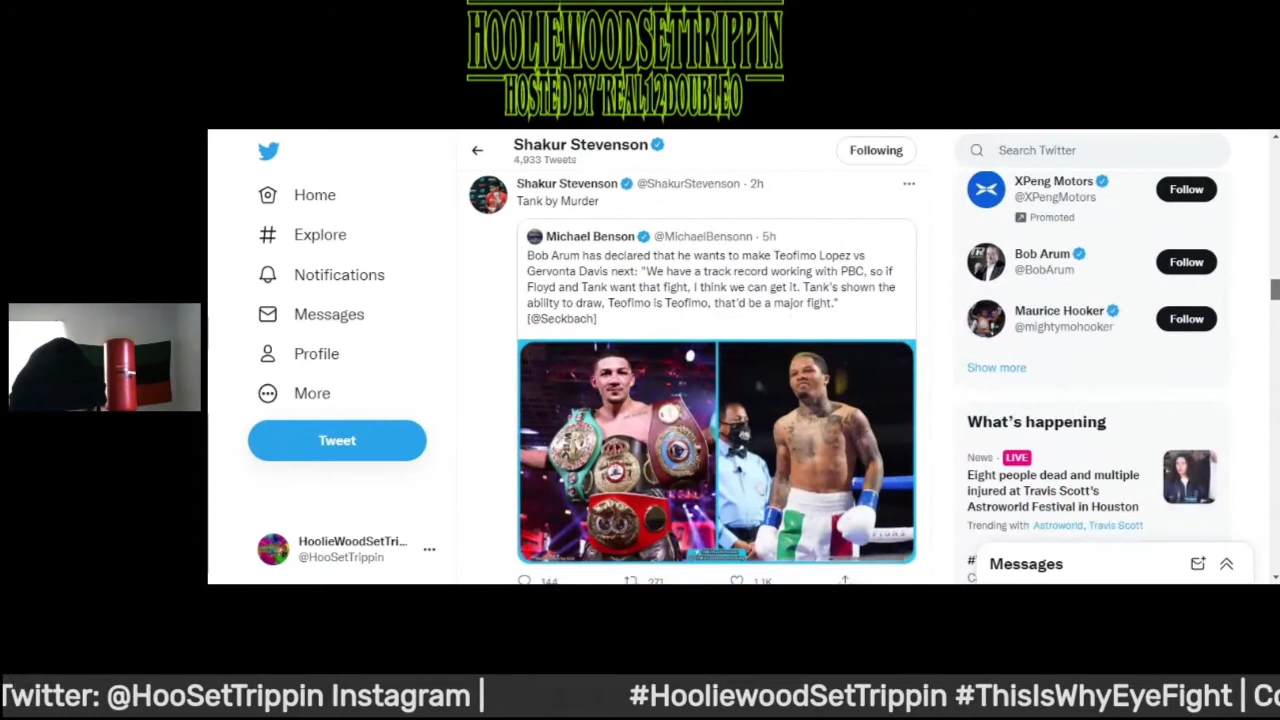 HOOLIEWOODSETTRIPPIN
HOSTED BY 'REAL12DOUBLEO
Home
Explore
Notifications
Messages
Profile
More
Tweet
HoolieWoodSetTri...
@HooSetTrippin
Shakur Stevenson
4,933 Tweets
Following
Shakur Stevenson @ShakurStevenson · 2h
Tank by Murder
Michael Benson @MichaelBensonn · 5h
Bob Arum has declared that he wants to make Teofimo Lopez vs
Gervonta Davis next: "We have a track record working with PBC, so if
Floyd and Tank want that fight, I think we can get it. Tank's shown the
ability to draw, Teofimo is Teofimo, that'd be a major fight."
[@Seckbach]
144 271 1.1K
Search Twitter
XPeng Motors
@XPengMotors
Promoted
Follow
Bob Arum
@BobArum
Follow
Maurice Hooker
@mightymohooker
Follow
Show more
What's happening
News · LIVE
Eight people dead and multiple
injured at Travis Scott's
Astroworld Festival in Houston
Trending with Astroworld, Travis Scott
Messages
Twitter: @HooSetTrippin Instagram | #HooliewoodSetTrippin #ThisIsWhyEyeFight | Co